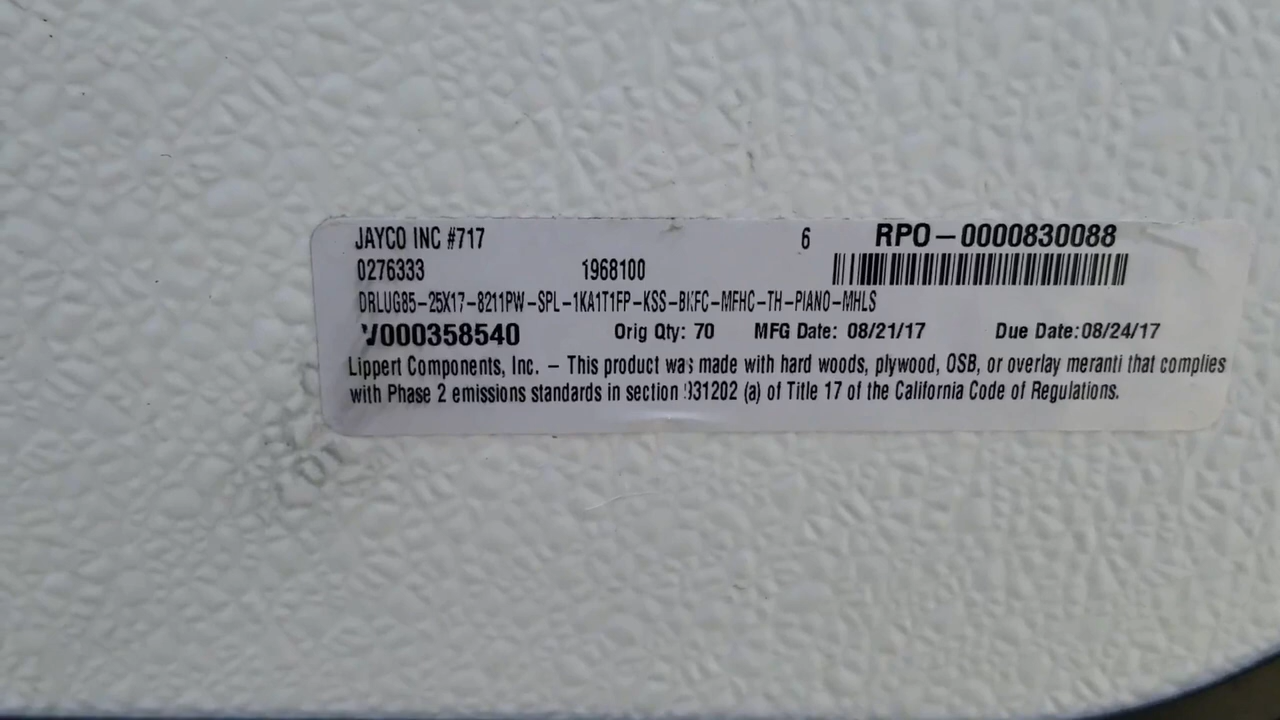 JAYCO INC #717 6 RPO-0000830088
0276333 1968100
DRLUG85-25X17-8211PW-SPL-1KA1T1FP-KSS-BKFC-MFHC-TH-PIANO-MHLS
V000358540 Orig Qty: 70 MFG Date: 08/21/17 Due Date:08/24/17
Lippert Components, Inc. – This product was made with hard woods, plywood, OSB, or overlay meranti that complies
with Phase 2 emissions standards in section 931202 (a) of Title 17 of the California Code of Regulations.